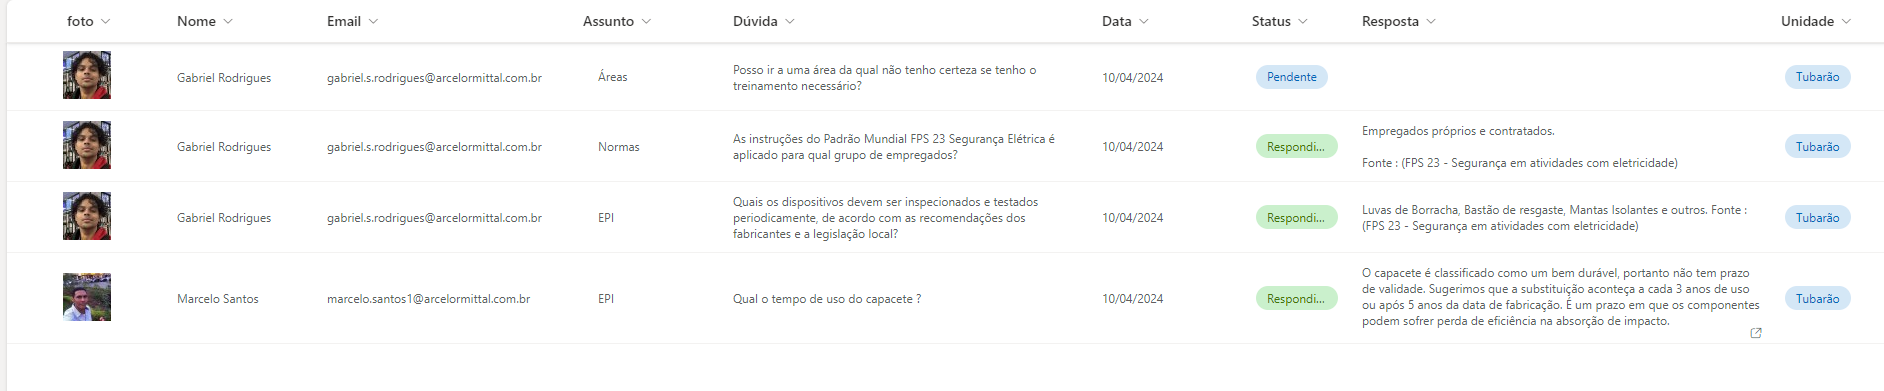 foto Nome Email Assunto Dúvida Data Status Resposta Unidade
Gabriel Rodrigues gabriel.s.rodrigues@arcelormittal.com.br Áreas
Posso ir a uma área da qual não tenho certeza se tenho o
treinamento necessário?
10/04/2024 Pendente Tubarão
Gabriel Rodrigues gabriel.s.rodrigues@arcelormittal.com.br Normas
As instruções do Padrão Mundial FPS 23 Segurança Elétrica é
aplicado para qual grupo de empregados?
10/04/2024 Respondi...
Empregados próprios e contratados.
Fonte : (FPS 23 - Segurança em atividades com eletricidade)
Tubarão
Gabriel Rodrigues gabriel.s.rodrigues@arcelormittal.com.br EPI
Quais os dispositivos devem ser inspecionados e testados
periodicamente, de acordo com as recomendações dos
fabricantes e a legislação local?
10/04/2024 Respondi...
Luvas de Borracha, Bastão de resgaste, Mantas Isolantes e outros. Fonte :
(FPS 23 - Segurança em atividades com eletricidade)
Tubarão
Marcelo Santos marcelo.santos1@arcelormittal.com.br EPI
Qual o tempo de uso do capacete ?
10/04/2024 Respondi...
O capacete é classificado como um bem durável, portanto não tem prazo
de validade. Sugerimos que a substituição aconteça a cada 3 anos de uso
ou após 5 anos da data de fabricação. É um prazo em que os componentes
podem sofrer perda de eficiência na absorção de impacto.
Tubarão